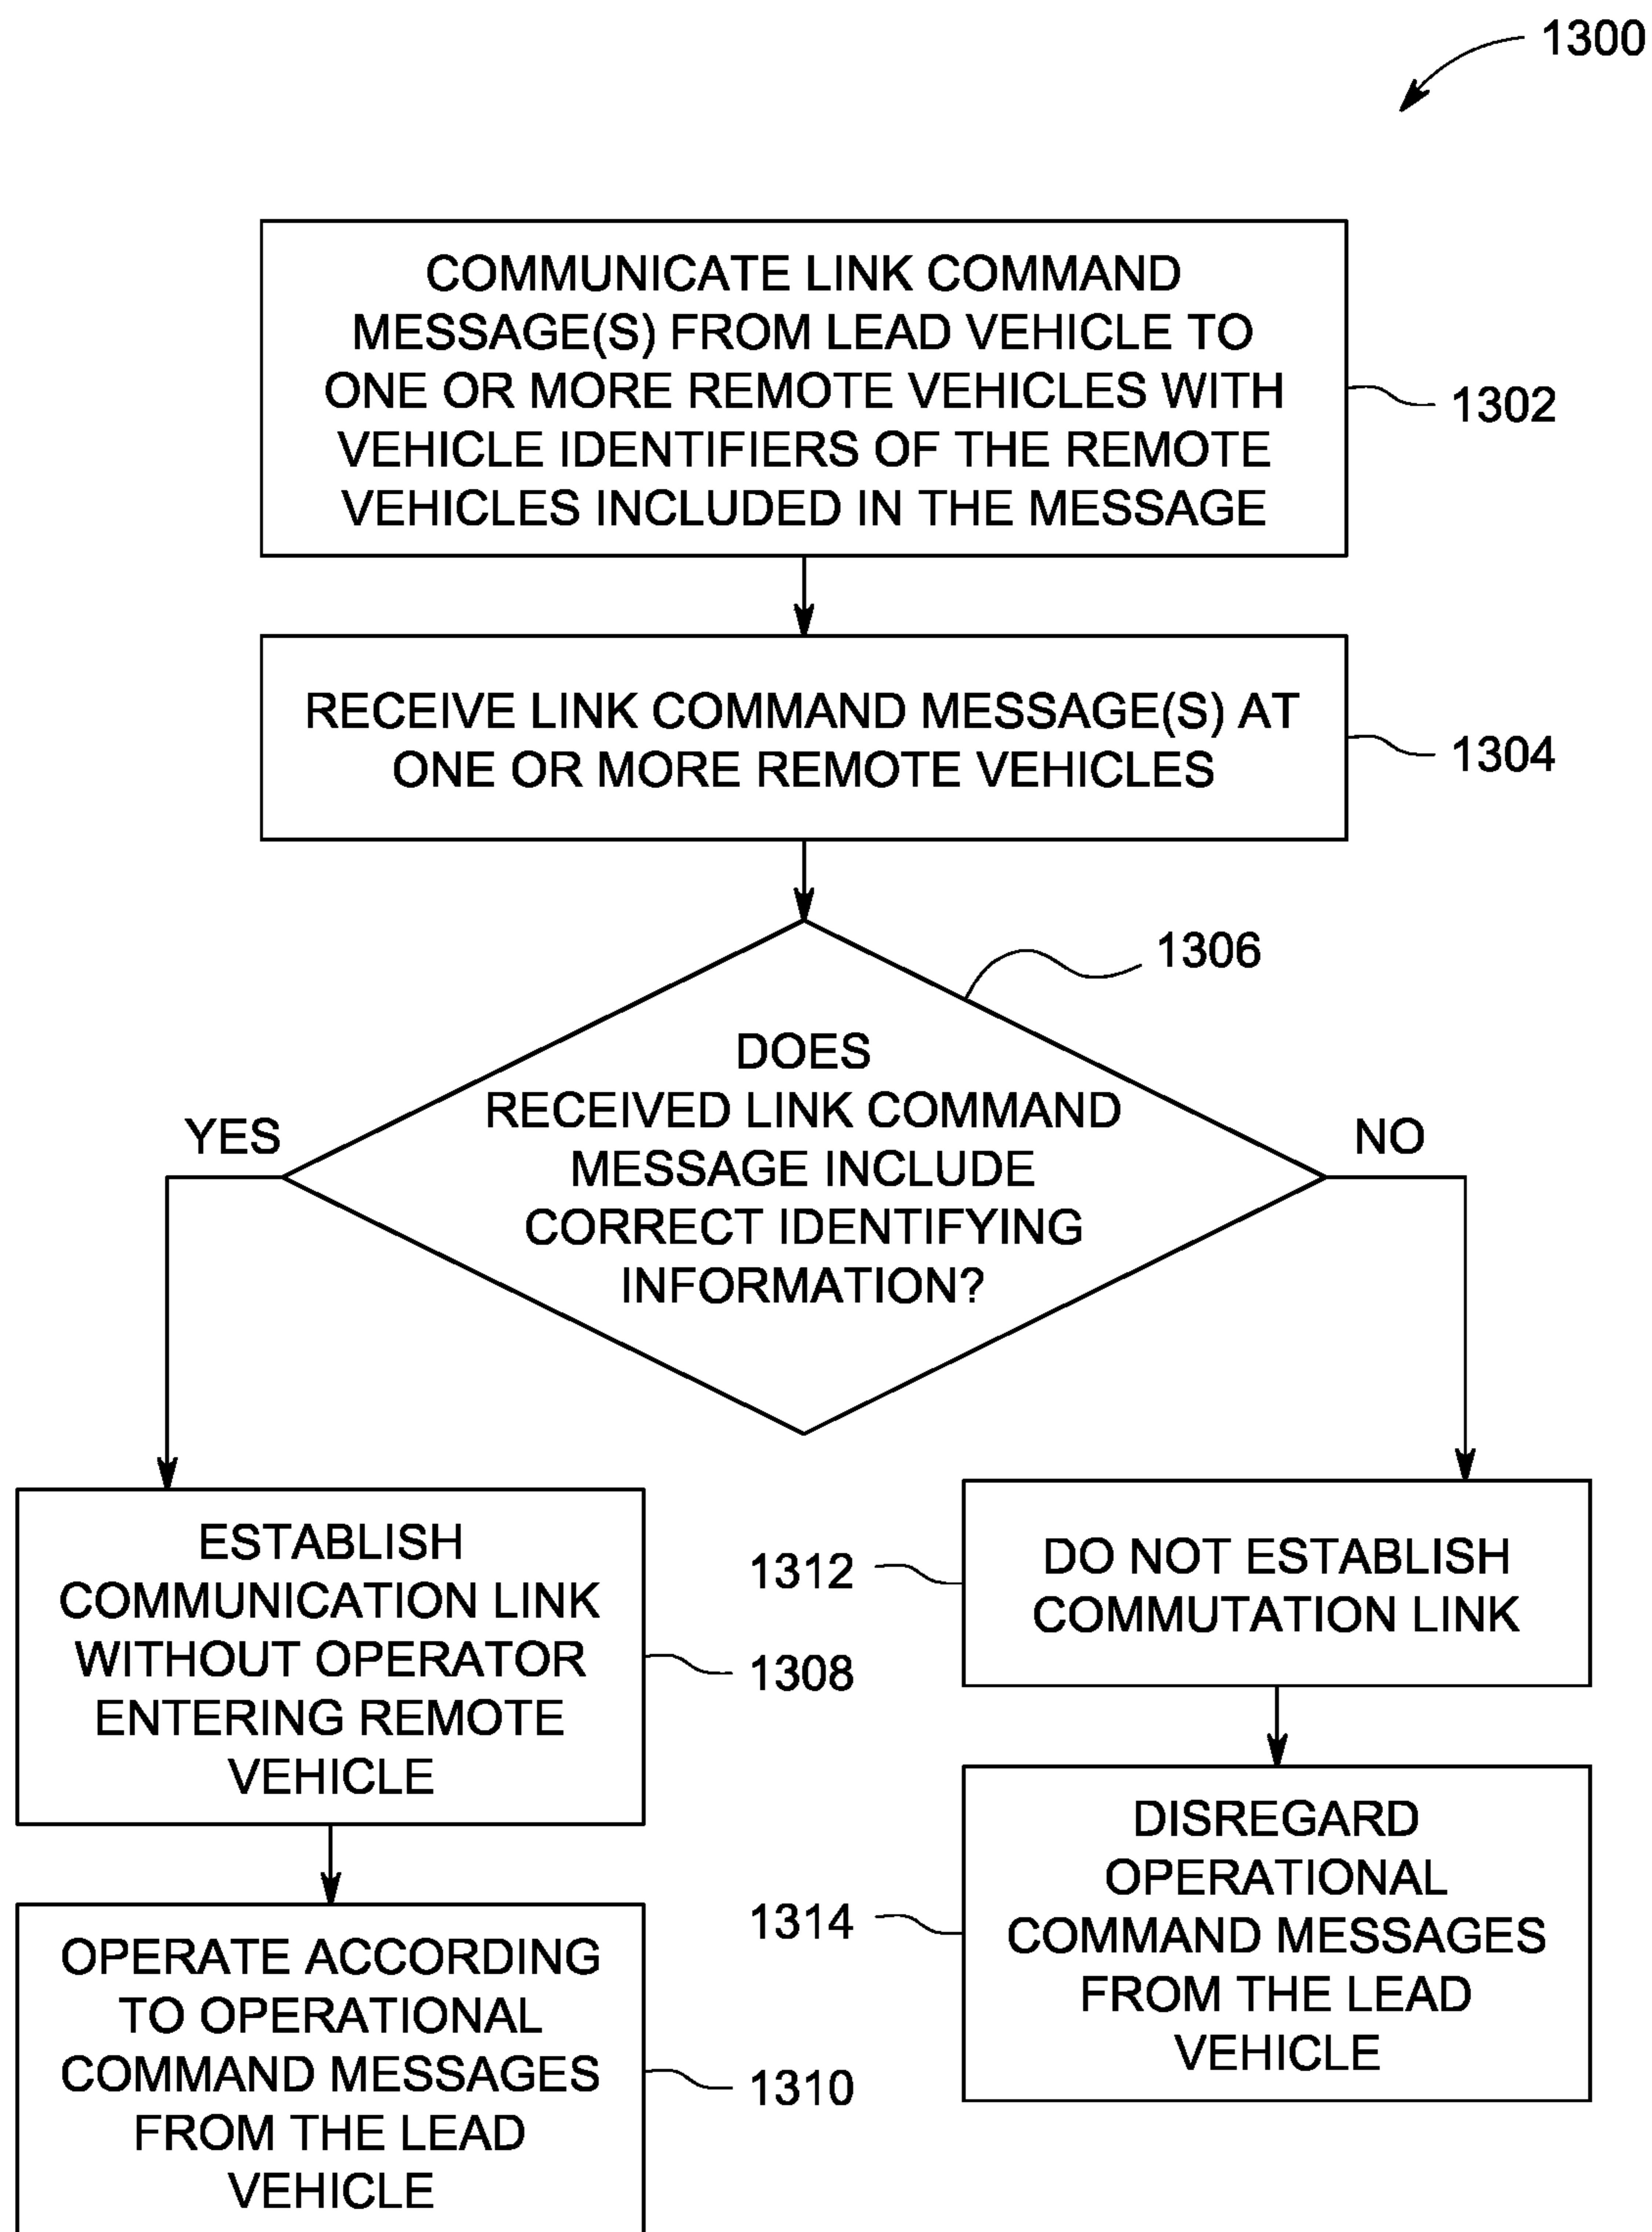 1300
COMMUNICATE LINK COMMAND
MESSAGE(S) FROM LEAD VEHICLE TO
ONE OR MORE REMOTE VEHICLES WITH
VEHICLE IDENTIFIERS OF THE REMOTE
VEHICLES INCLUDED IN THE MESSAGE
1302
RECEIVE LINK COMMAND MESSAGE(S) AT
ONE OR MORE REMOTE VEHICLES
1304
1306
DOES
RECEIVED LINK COMMAND
MESSAGE INCLUDE
CORRECT IDENTIFYING
INFORMATION?
YES
NO
ESTABLISH
COMMUNICATION LINK
WITHOUT OPERATOR
ENTERING REMOTE
VEHICLE
1308
OPERATE ACCORDING
TO OPERATIONAL
COMMAND MESSAGES
FROM THE LEAD
VEHICLE
1310
1312
DO NOT ESTABLISH
COMMUTATION LINK
1314
DISREGARD
OPERATIONAL
COMMAND MESSAGES
FROM THE LEAD
VEHICLE